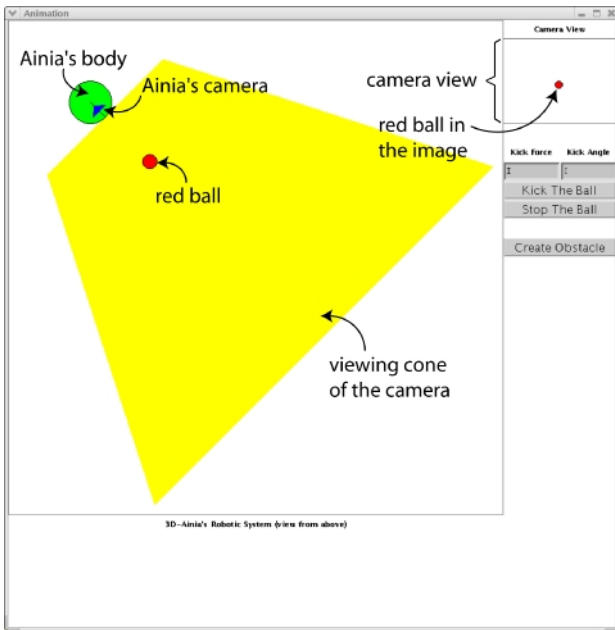 Animation
Camera View
Ainia's body
Ainia's camera
camera view
red ball in
the image
Kick Force Kick Angle
Kick The Ball
Stop The Ball
red ball
Create Obstacle
viewing cone
of the camera
3D-Ainia's Robotic System (view from above)